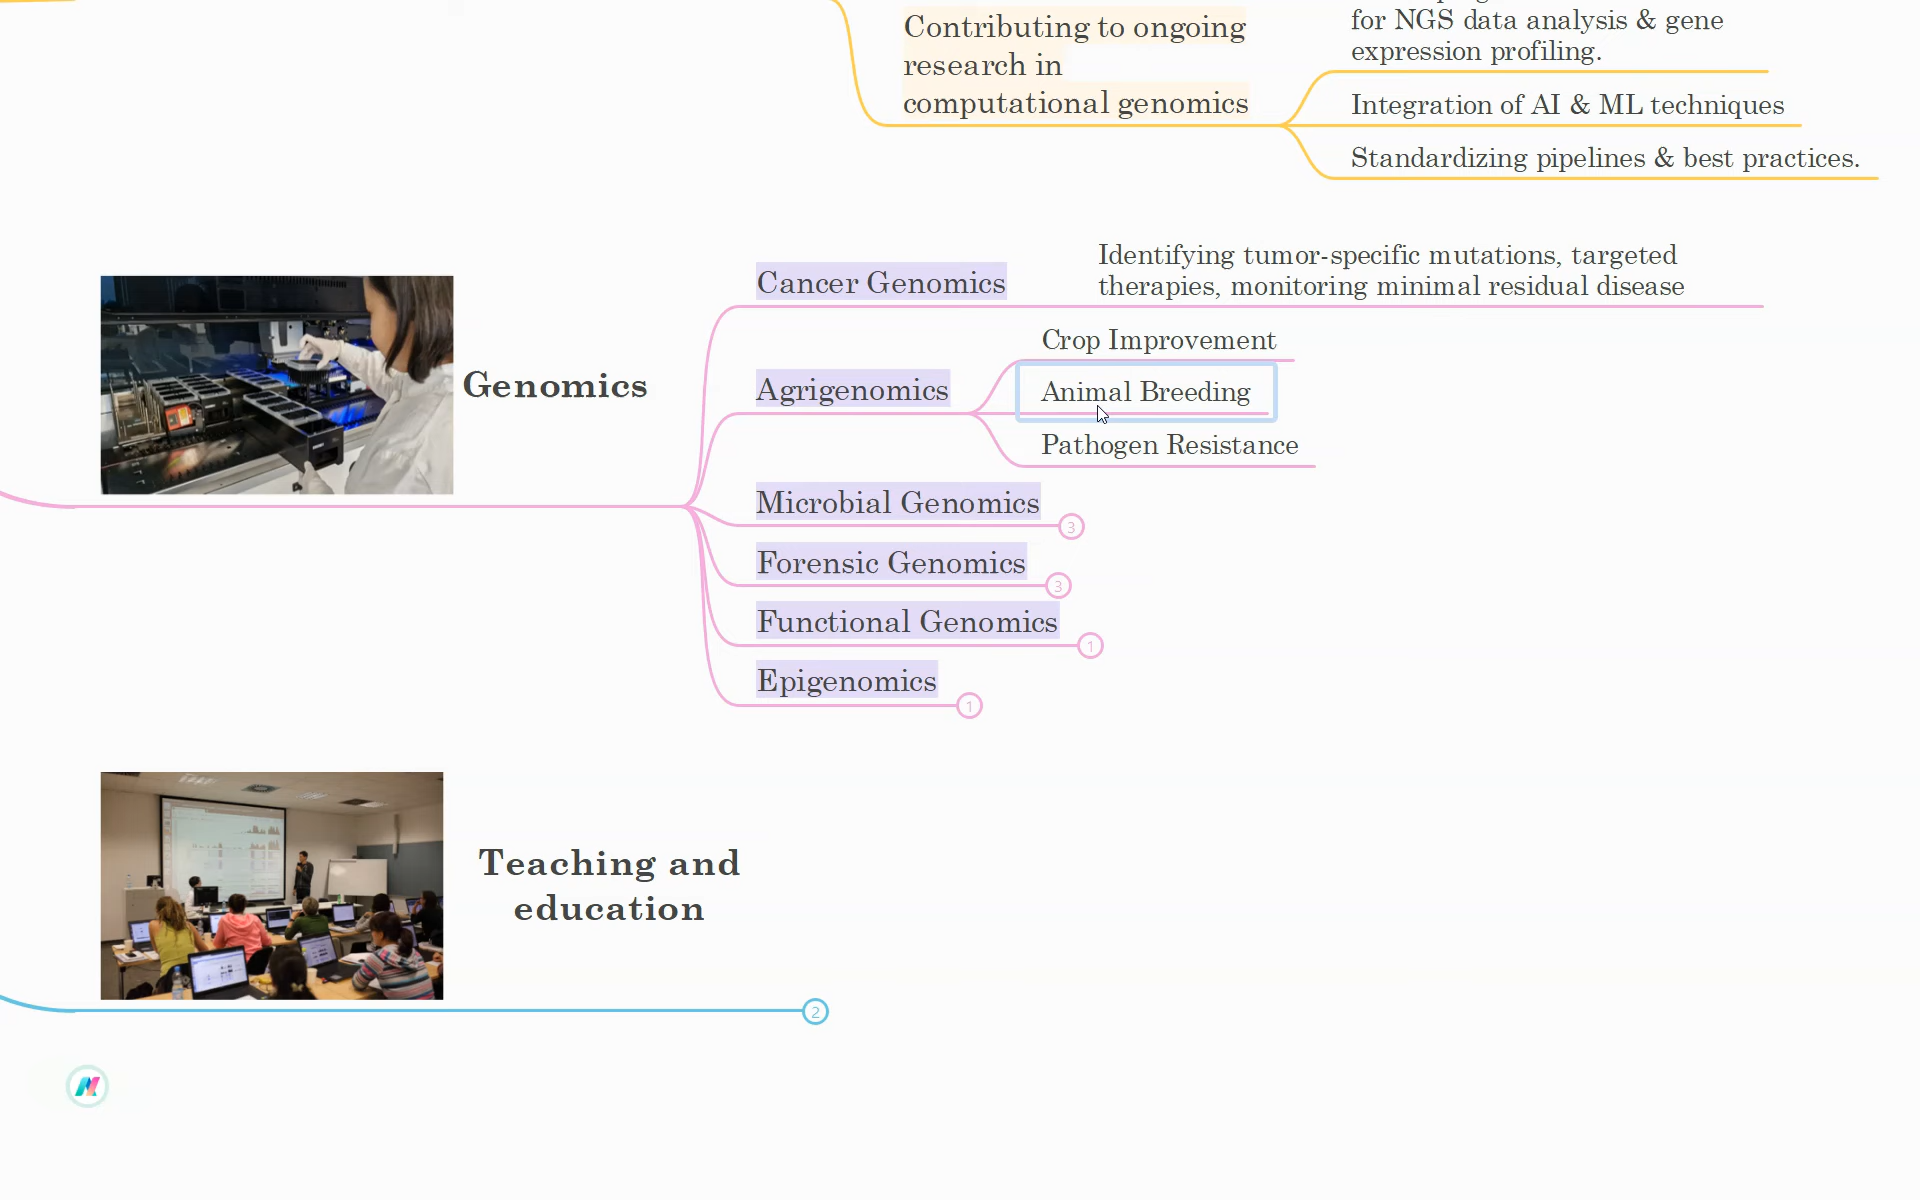 for NGS data analysis & gene
expression profiling.
Contributing to ongoing
research in
computational genomics
Integration of AI & ML techniques
Standardizing pipelines & best practices.
Genomics
Cancer Genomics
Identifying tumor-specific mutations, targeted
therapies, monitoring minimal residual disease
Agrigenomics
Crop Improvement
Animal Breeding
Pathogen Resistance
Microbial Genomics
3
Forensic Genomics
3
Functional Genomics
1
Epigenomics
1
Teaching and
education
2